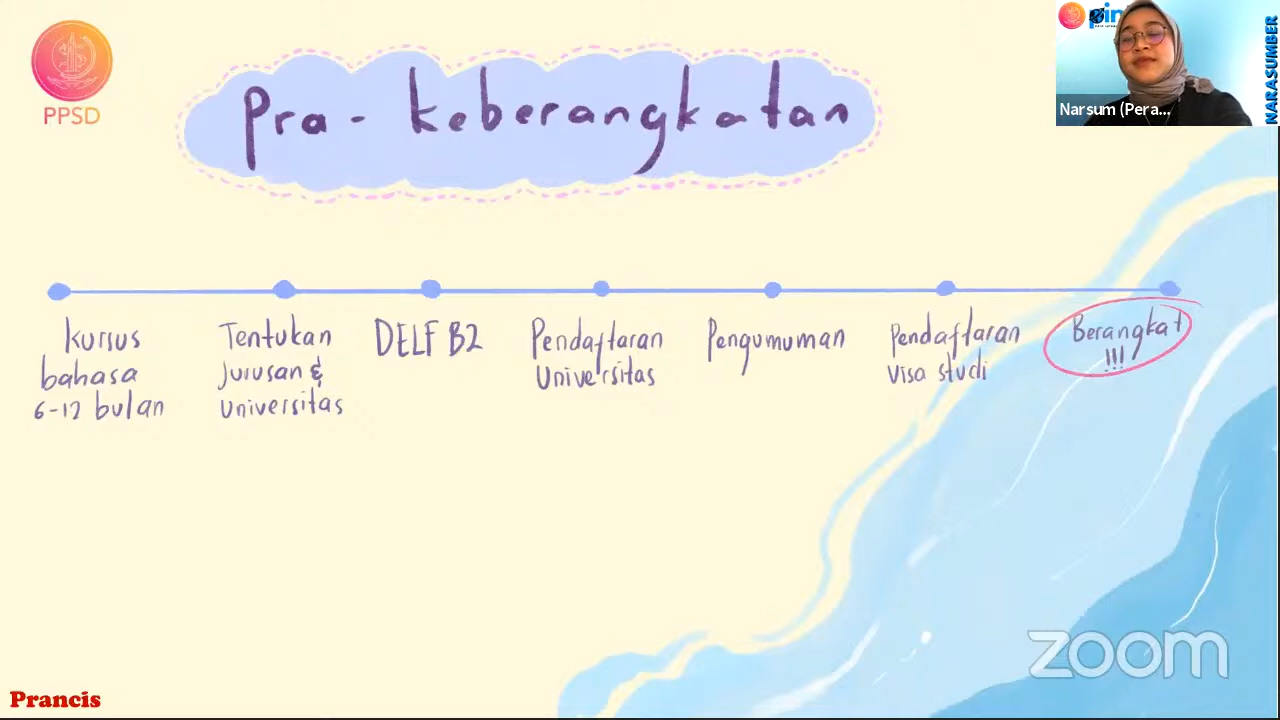 PPSD
Pra - keberangkatan
Narsum (Pera...
NARASUMBER
Kursus
bahasa
6-12 bulan
Tentukan
Jurusan &
Universitas
DELF B2
Pendaftaran
Universitas
Pengumuman
Pendaftaran
Visa studi
Berangkat
!!!
zoom
Prancis